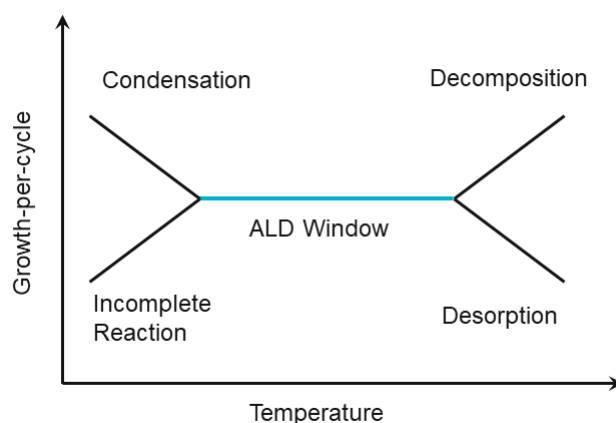 Condensation
Decomposition
Growth-per-cycle
ALD Window
Incomplete
Reaction
Desorption
Temperature